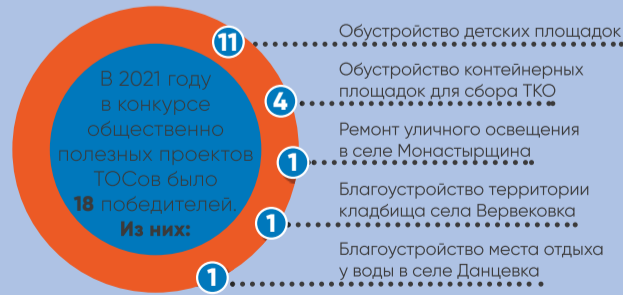 В 2021 году
в конкурсе
общественно
полезных проектов
ТОСов было
18 победителей.
Из них:
11
Обустройство детских площадок
4
Обустройство контейнерных
площадок для сбора ТКО
1
Ремонт уличного освещения
в селе Монастырщина
1
Благоустройство территории
кладбища села Вервековка
1
Благоустройство места отдыха
у воды в селе Данцевка